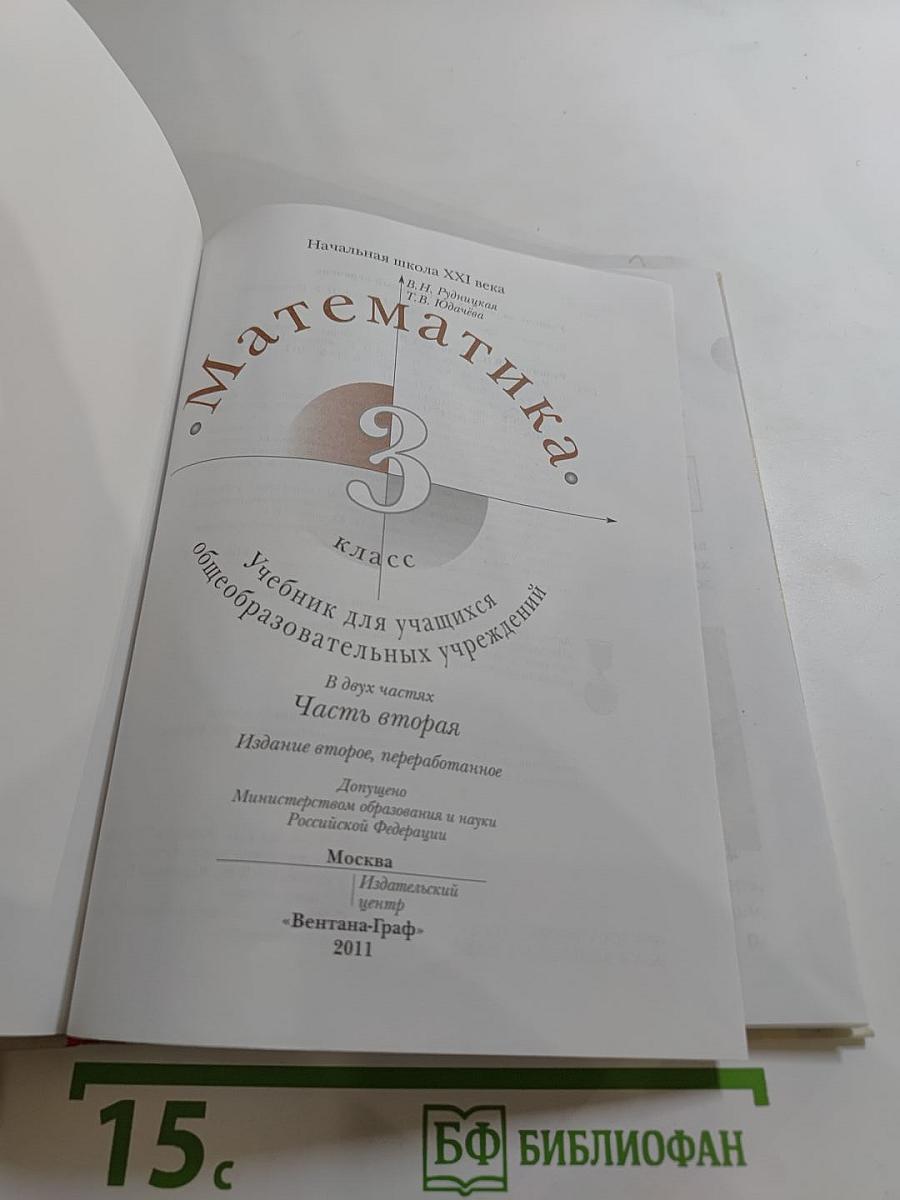 Начальная школа XXI века
В.Н. Рудницкая
Т.В. Юдачёва
Математика
3
класс
Учебник для учащихся
общеобразовательных учреждений
В двух частях
Часть вторая
Издание второе, переработанное
Допущено
Министерством образования и науки
Российской Федерации
Москва
Издательский
центр
«Вентана-Граф»
2011
15 с
БФ БИБЛИОФАН